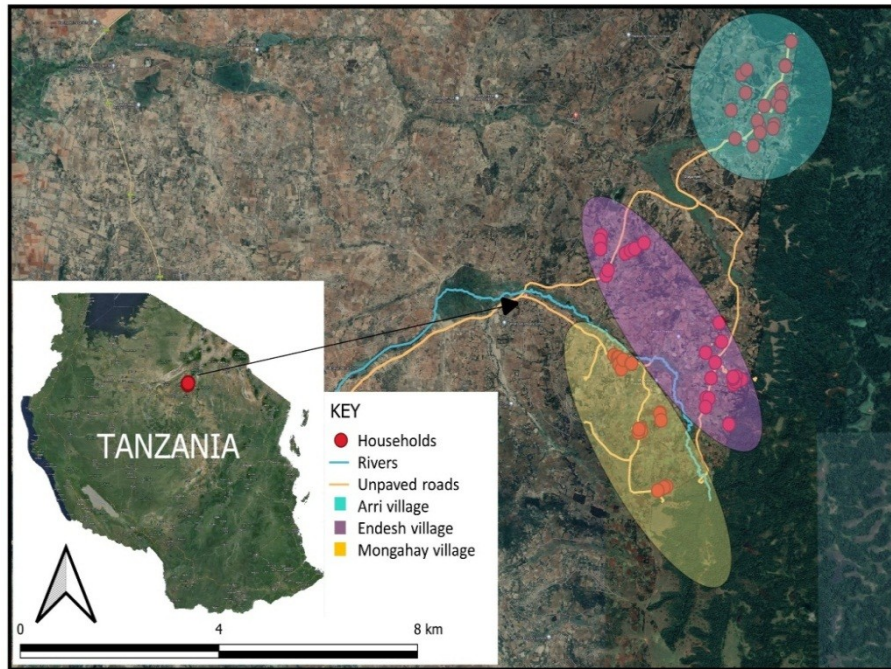 TANZANIA
KEY
Households
Rivers
Unpaved roads
Arri village
Endesh village
Mongahay village
0 4 8 km